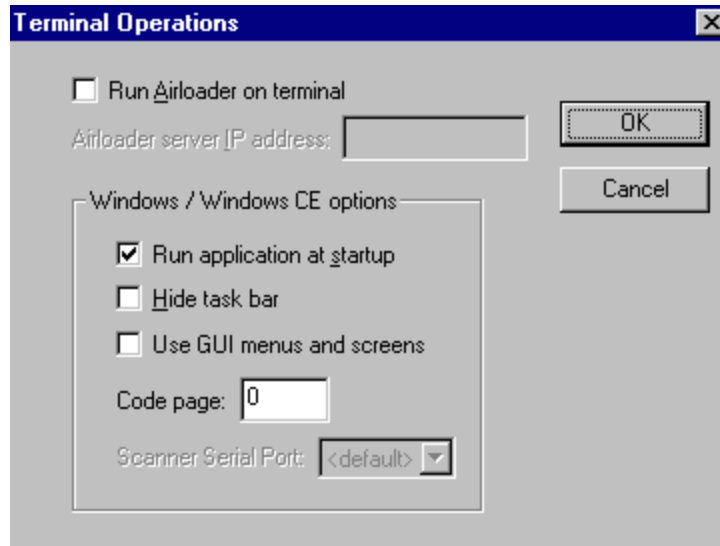 Terminal Operations
Run Airloader on terminal
Airloader server IP address:
OK
Cancel
Windows / Windows CE options
Run application at startup
Hide task bar
Use GUI menus and screens
Code page: 0
Scanner Serial Port: <default>